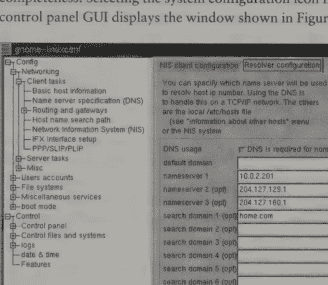 completeness. Selecting the system configuration icon
control panel GUI displays the window shown in Figur
gnome-linuxconf
Config
Networking
Client tasks
Basic host information
Name server specification (DNS)
Routing and gateways
Host name search path
Network Information System (NIS)
IPX interface setup
PPP/SLIP/PLIP
Server tasks
Misc
Users accounts
File systems
Miscellaneous services
boot mode
Control
Control panel
Control files and systems
logs
date & time
Features
NIS client configuration
Resolver configuration
You can specify which name server will be used
to resolv host ip number. Using the DNS is
to handle this on a TCP/IP network. The others
are the local /etc/hosts file
(see "information about other hosts" menu
or the NIS system
DNS usage
DNS is required for nor
default domain
nameserver 1
10.0.2.201
nameserver 2 (opt)
204.127.129.1
nameserver 3 (opt)
204.127.160.1
search domain 1 (opt)
home.com
search domain 2 (opt)
search domain 3 (opt)
search domain 4 (opt)
search domain 5 (opt)
search domain 6 (opt)